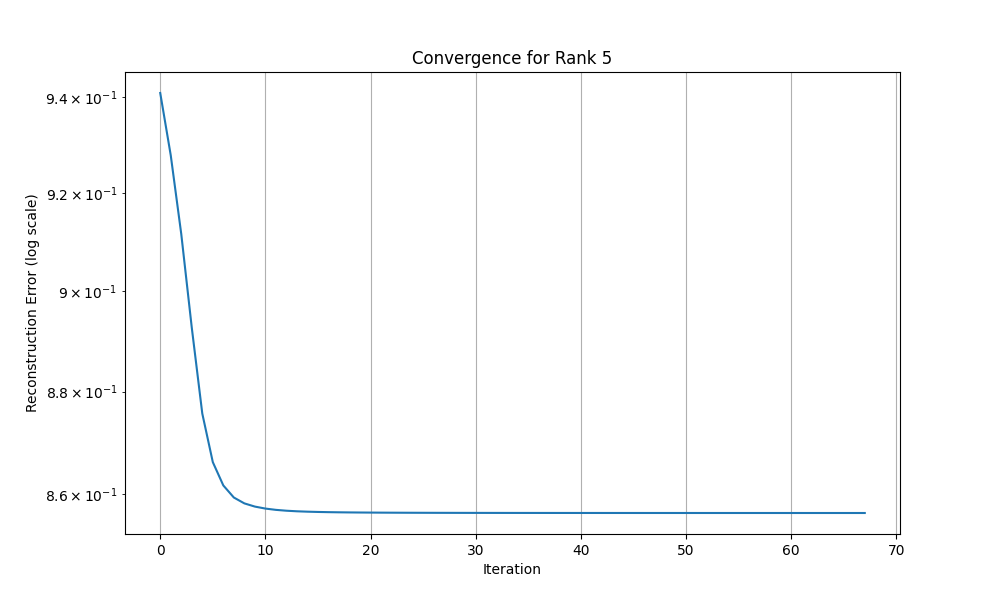 Convergence for Rank 5
Reconstruction Error (log scale)
9.4 × 10⁻¹
9.2 × 10⁻¹
9 × 10⁻¹
8.8 × 10⁻¹
8.6 × 10⁻¹
0 10 20 30 40 50 60 70
Iteration